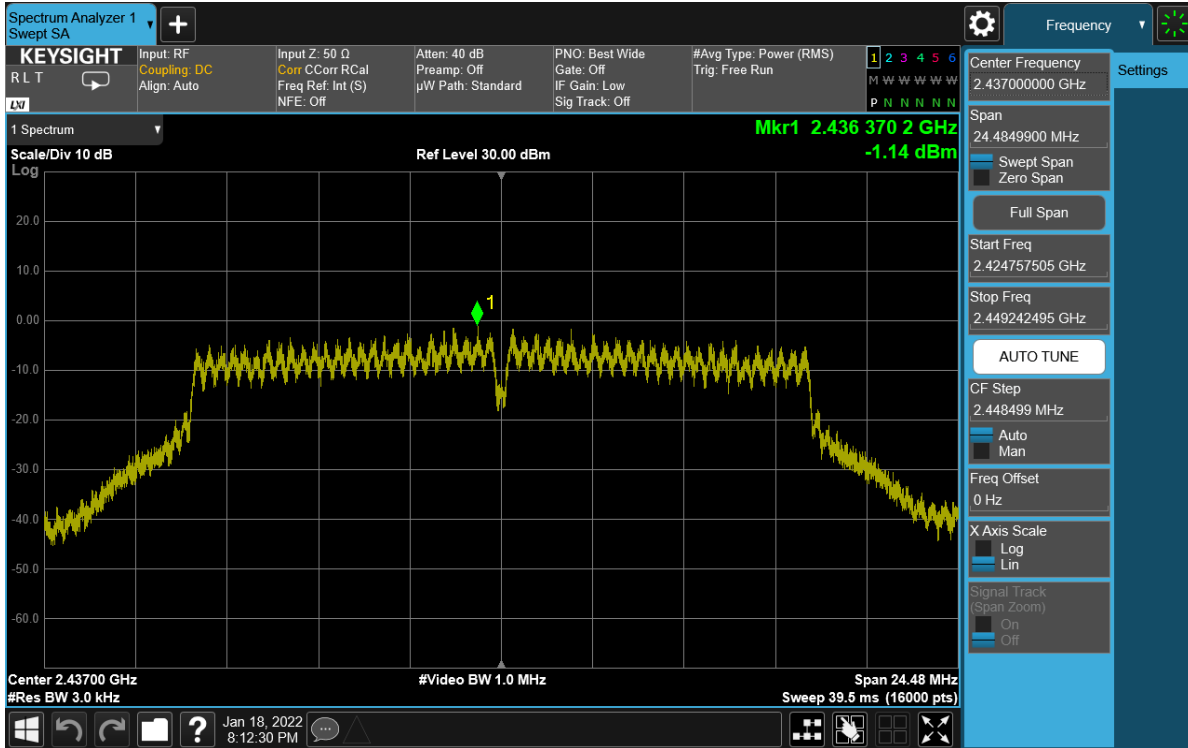 Spectrum Analyzer 1
Swept SA
Frequency
KEYSIGHT
R L T
LXI
Input: RF
Coupling: DC
Align: Auto
Input Z: 50 Ω
Corr CCorr RCal
Freq Ref: Int (S)
NFE: Off
Atten: 40 dB
Preamp: Off
µW Path: Standard
PNO: Best Wide
Gate: Off
IF Gain: Low
Sig Track: Off
#Avg Type: Power (RMS)
Trig: Free Run
1 2 3 4 5 6
M W W W W W
P N N N N N
1 Spectrum
Scale/Div 10 dB
Log
Ref Level 30.00 dBm
Mkr1 2.436 370 2 GHz
-1.14 dBm
20.0
10.0
0.00
-10.0
-20.0
-30.0
-40.0
-50.0
-60.0
1
Center 2.43700 GHz
#Res BW 3.0 kHz
#Video BW 1.0 MHz
Span 24.48 MHz
Sweep 39.5 ms (16000 pts)
Center Frequency
2.437000000 GHz
Settings
Span
24.4849900 MHz
Swept Span
Zero Span
Full Span
Start Freq
2.424757505 GHz
Stop Freq
2.449242495 GHz
AUTO TUNE
CF Step
2.448499 MHz
Auto
Man
Freq Offset
0 Hz
X Axis Scale
Log
Lin
Signal Track
(Span Zoom)
On
Off
?
Jan 18, 2022
8:12:30 PM